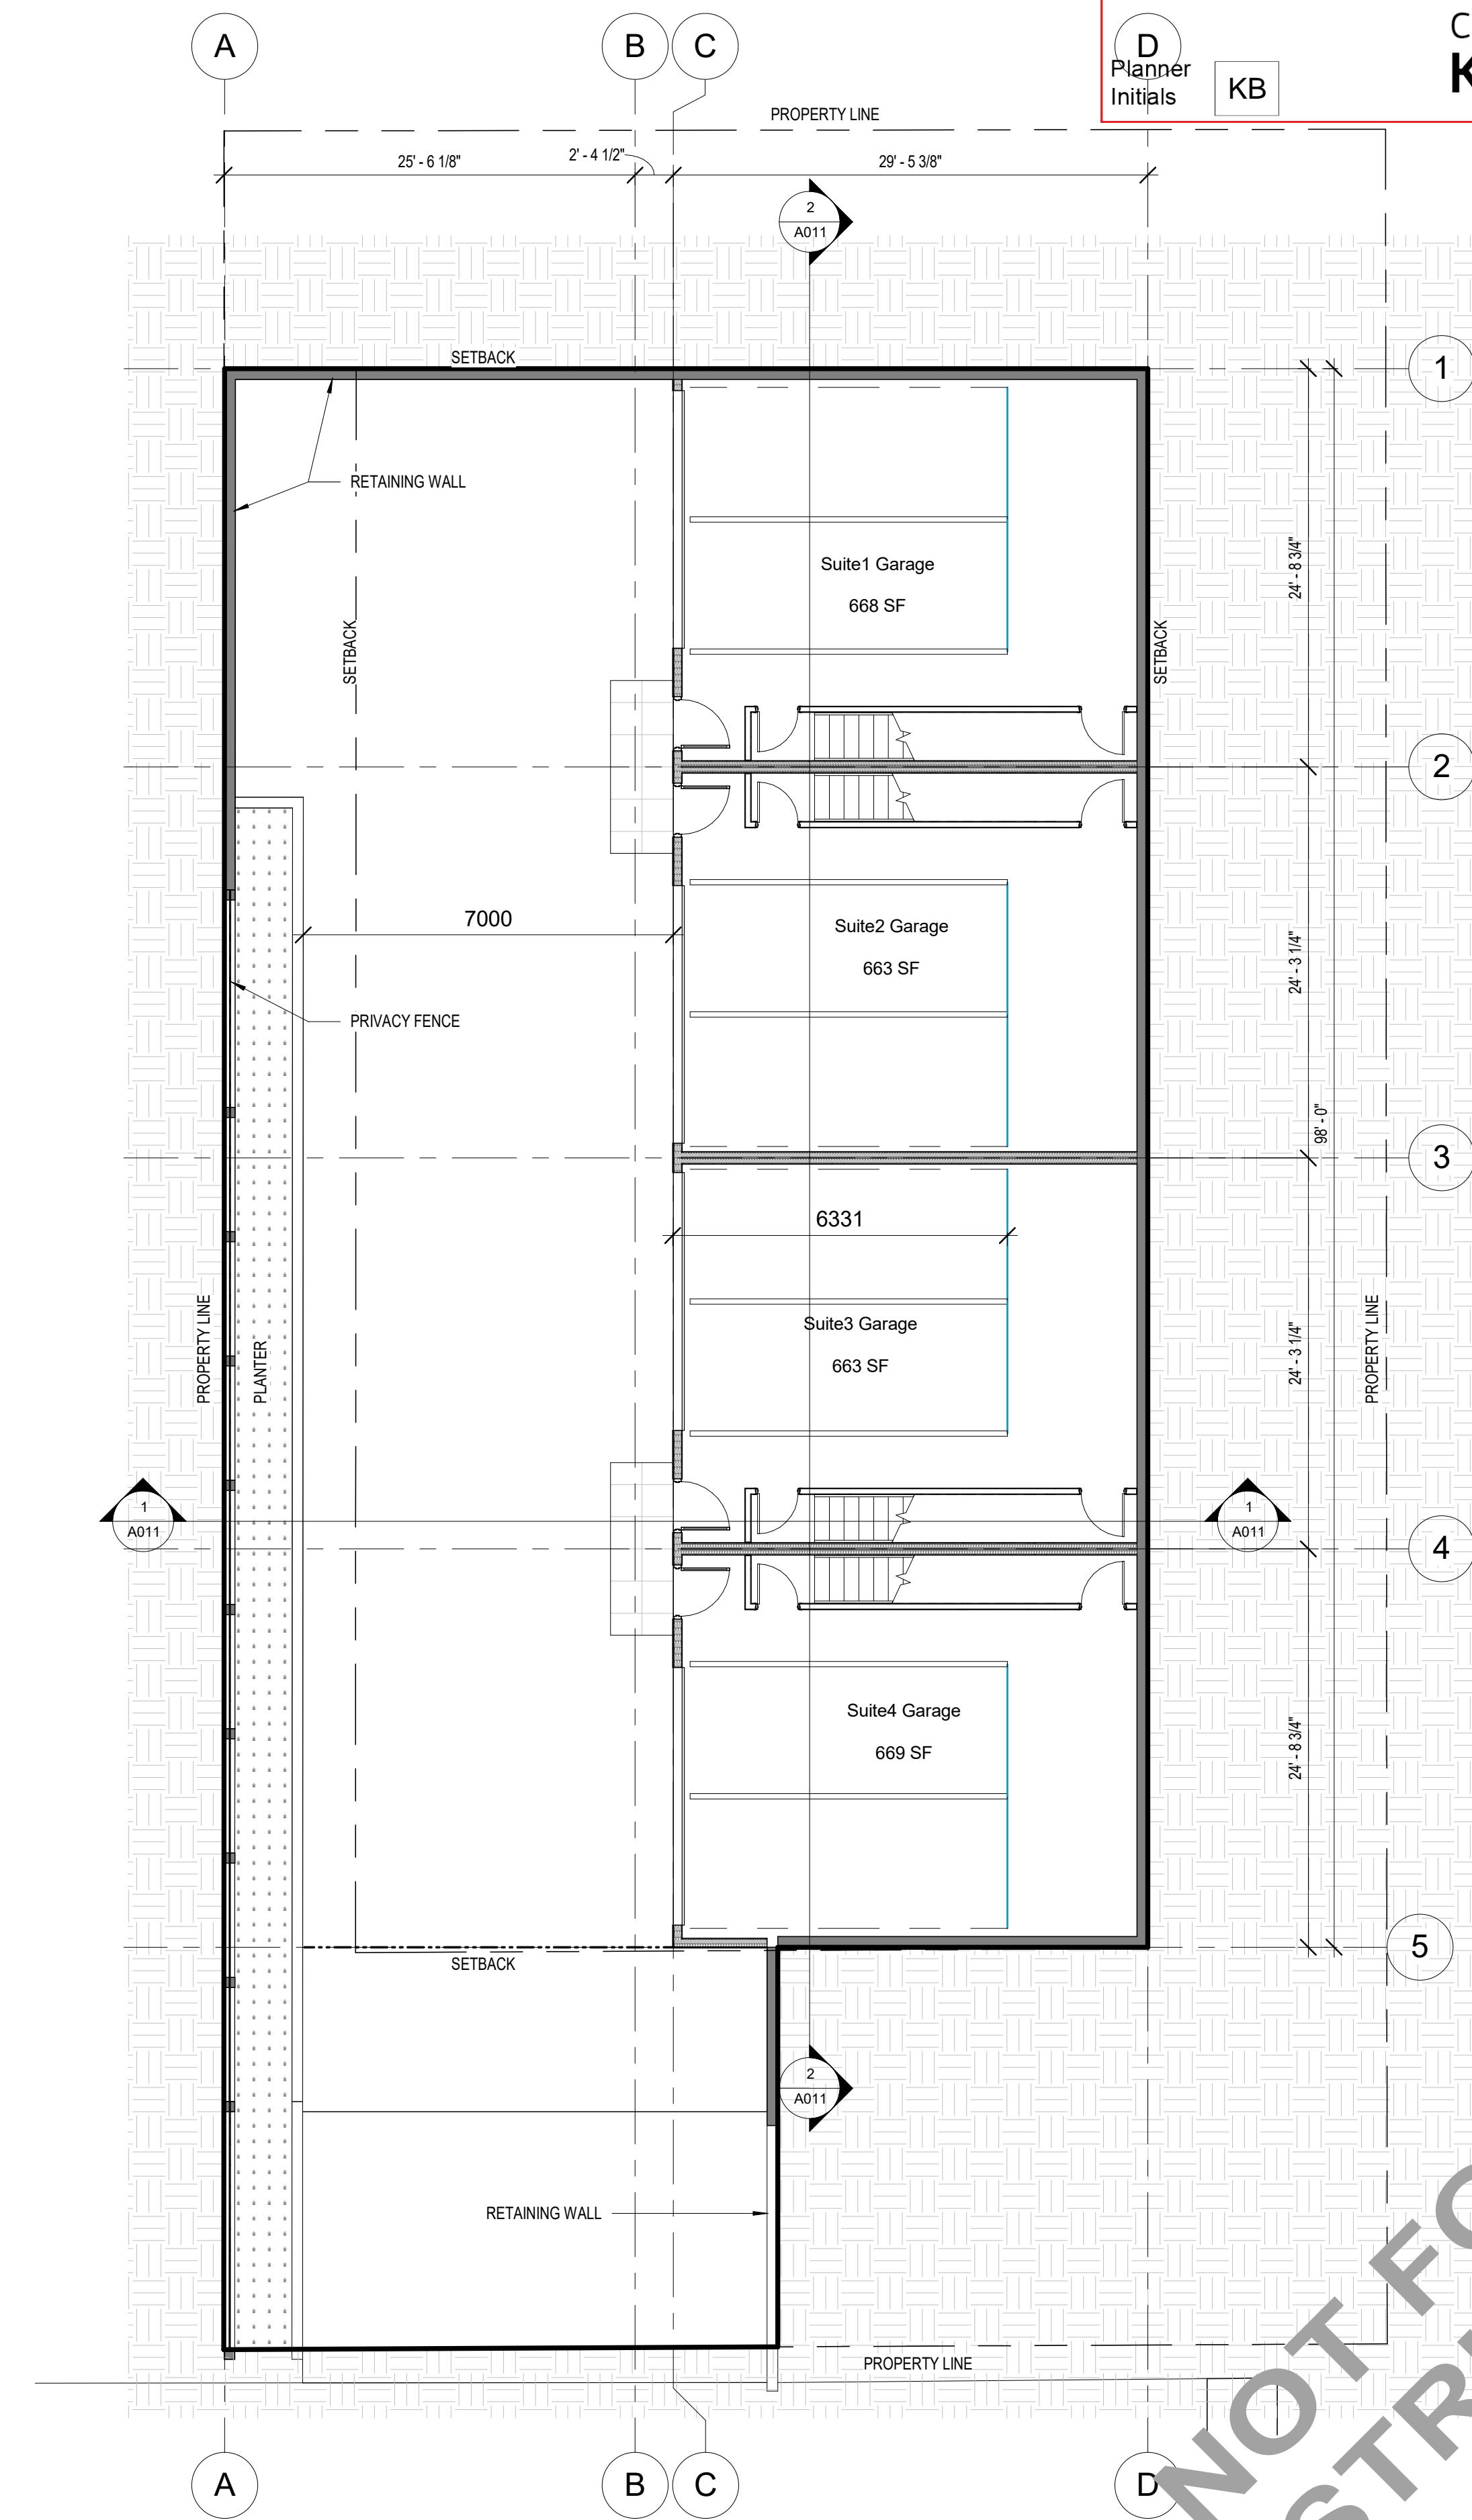 A
B
C
D
C
K
Planner
Initials
KB
PROPERTY LINE
25' - 6 1/8"
2' - 4 1/2"
29' - 5 3/8"
2
A011
SETBACK
1
RETAINING WALL
24' - 8 3/4"
Suite1 Garage
668 SF
SETBACK
SETBACK
2
7000
Suite2 Garage
663 SF
24' - 3 1/4"
PRIVACY FENCE
98' - 0"
3
6331
Suite3 Garage
663 SF
PROPERTY LINE
PLANTER
24' - 3 1/4"
PROPERTY LINE
1
A011
1
A011
4
Suite4 Garage
669 SF
24' - 8 3/4"
5
SETBACK
2
A011
RETAINING WALL
PROPERTY LINE
NOT FO
STR
A
B
C
D